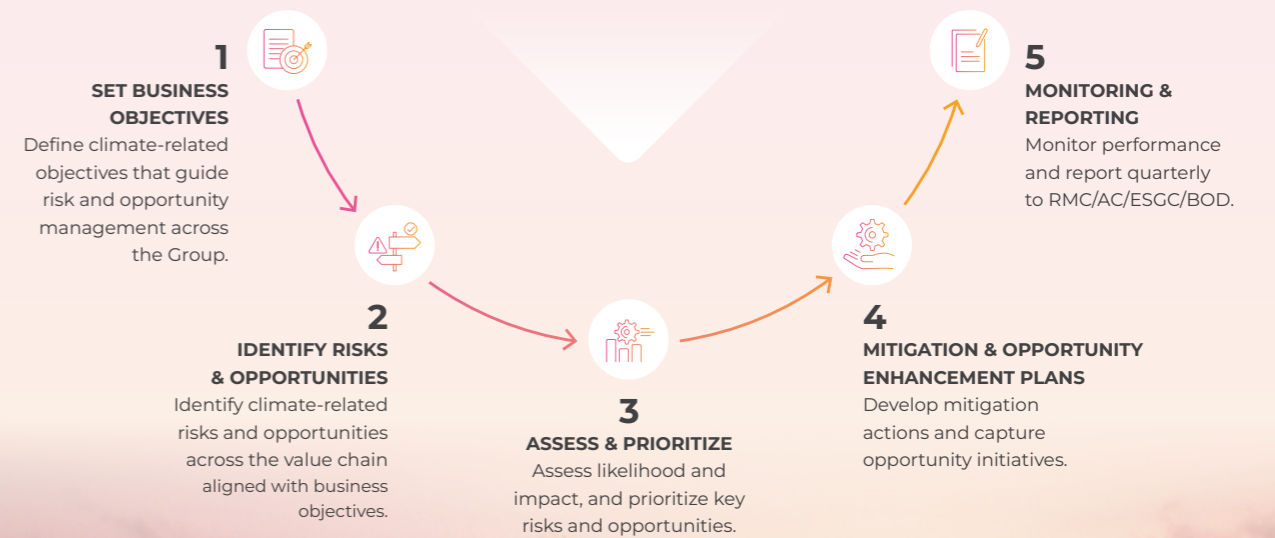 1
SET BUSINESS
OBJECTIVES
Define climate-related
objectives that guide
risk and opportunity
management across
the Group.
2
IDENTIFY RISKS
& OPPORTUNITIES
Identify climate-related
risks and opportunities
across the value chain
aligned with business
objectives.
3
ASSESS & PRIORITIZE
Assess likelihood and
impact, and prioritize key
risks and opportunities.
4
MITIGATION & OPPORTUNITY
ENHANCEMENT PLANS
Develop mitigation
actions and capture
opportunity initiatives.
5
MONITORING &
REPORTING
Monitor performance
and report quarterly
to RMC/AC/ESGC/BOD.